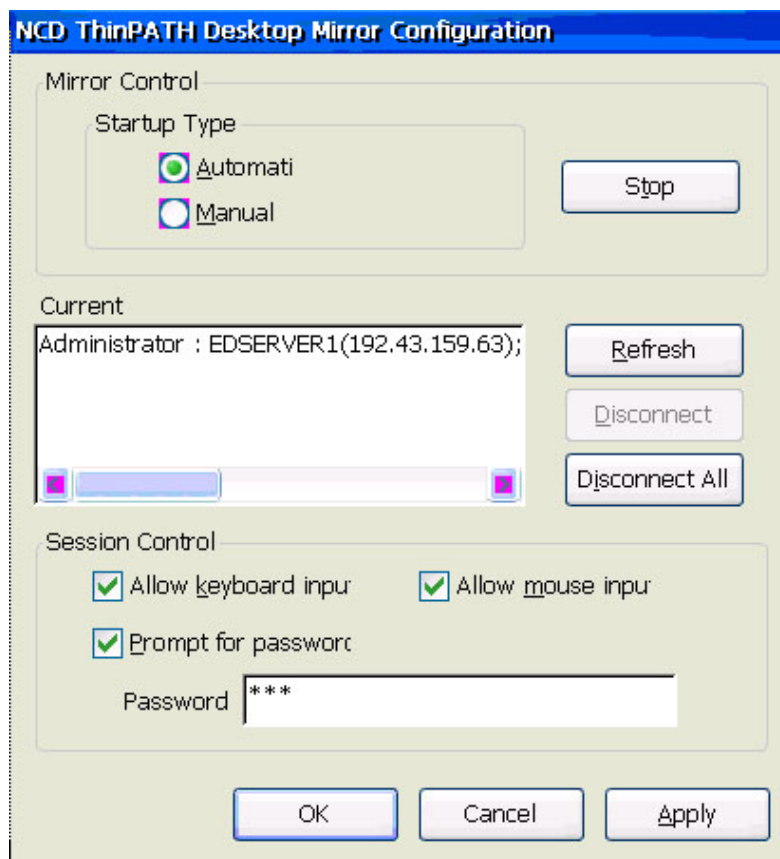 NCD ThinPATH Desktop Mirror Configuration
Mirror Control
Startup Type
Automati
Manual
Stop
Current
Administrator : EDSERVER1(192.43.159.63);
Refresh
Disconnect
Disconnect All
Session Control
Allow keyboard inpu
Allow mouse inpu
Prompt for passworc
Password ***
OK Cancel Apply